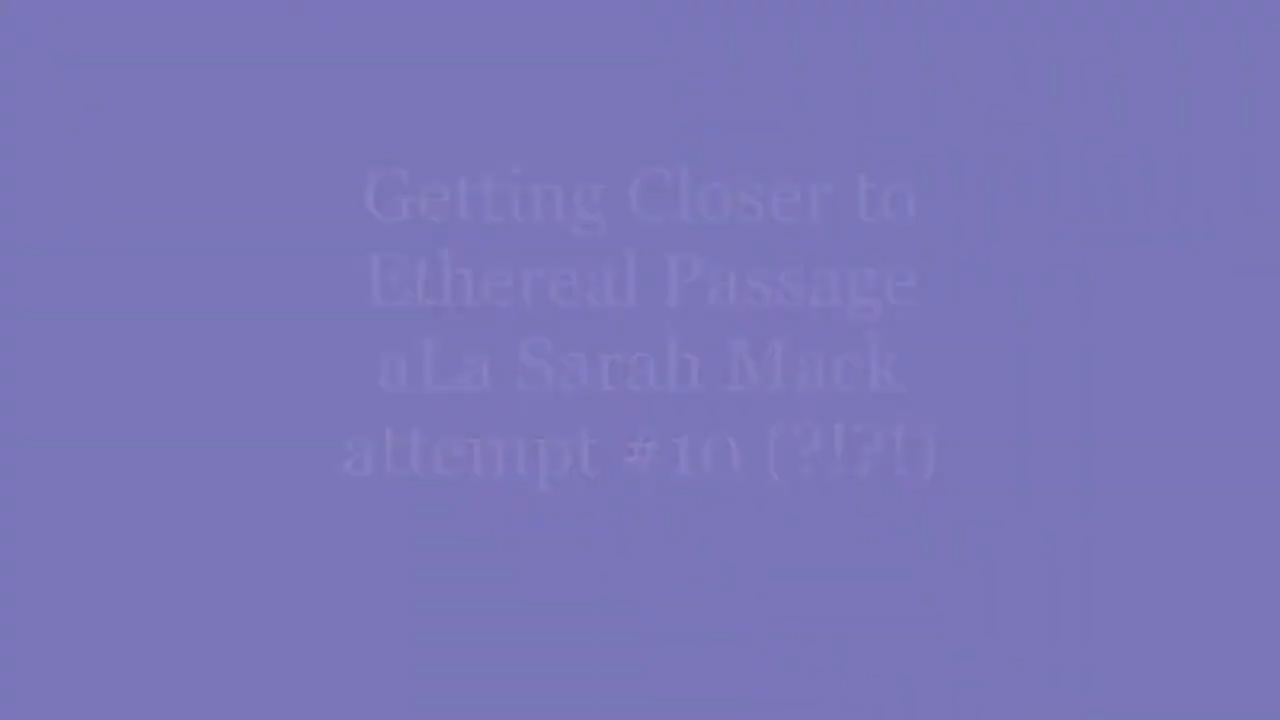 Getting Closer to
Ethereal Passage
aLa Sarah Mack
attempt #10 (?!?!)